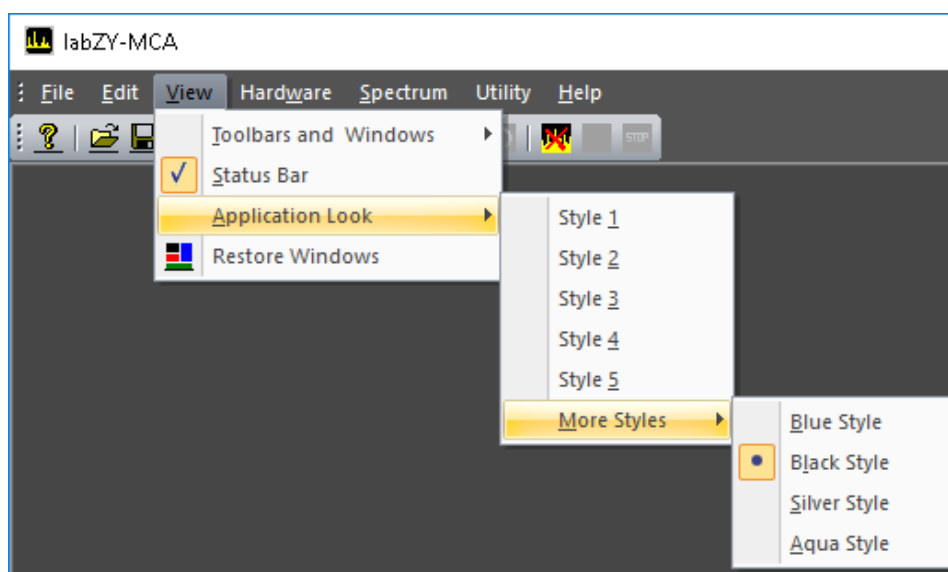 labZY-MCA
File Edit View Hardware Spectrum Utility Help
STOP
Toolbars and Windows
Status Bar
Application Look
Restore Windows
Style 1
Style 2
Style 3
Style 4
Style 5
More Styles
Blue Style
Black Style
Silver Style
Aqua Style